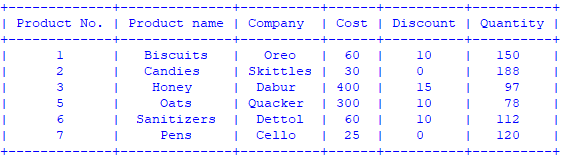 Product No. | Product name | Company | Cost | Discount | Quantity
1 | Biscuits | Oreo | 60 | 10 | 150
2 | Candies | Skittles | 30 | 0 | 188
3 | Honey | Dabur | 400 | 15 | 97
5 | Oats | Quacker | 300 | 10 | 78
6 | Sanitizers | Dettol | 60 | 10 | 112
7 | Pens | Cello | 25 | 0 | 120